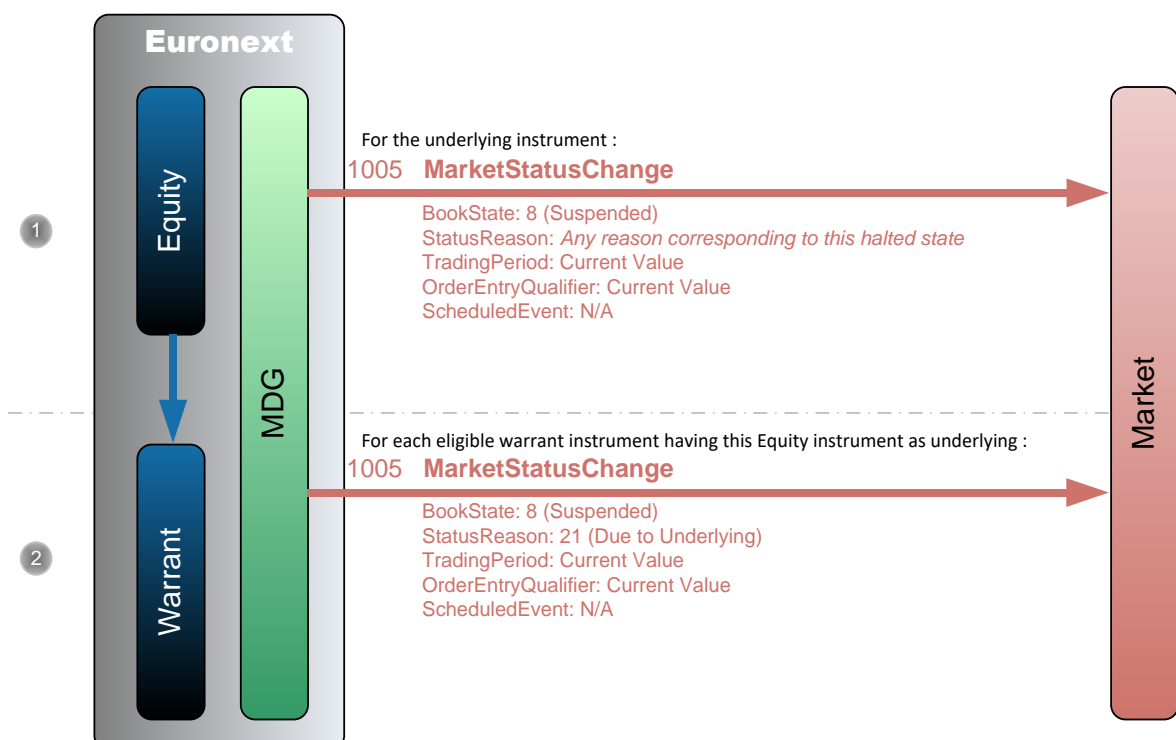 Euronext
Equity
MDG
Market
For the underlying instrument :
1005 MarketStatusChange
1
BookState: 8 (Suspended)
StatusReason: Any reason corresponding to this halted state
TradingPeriod: Current Value
OrderEntryQualifier: Current Value
ScheduledEvent: N/A
Warrant
For each eligible warrant instrument having this Equity instrument as underlying :
1005 MarketStatusChange
2
BookState: 8 (Suspended)
StatusReason: 21 (Due to Underlying)
TradingPeriod: Current Value
OrderEntryQualifier: Current Value
ScheduledEvent: N/A